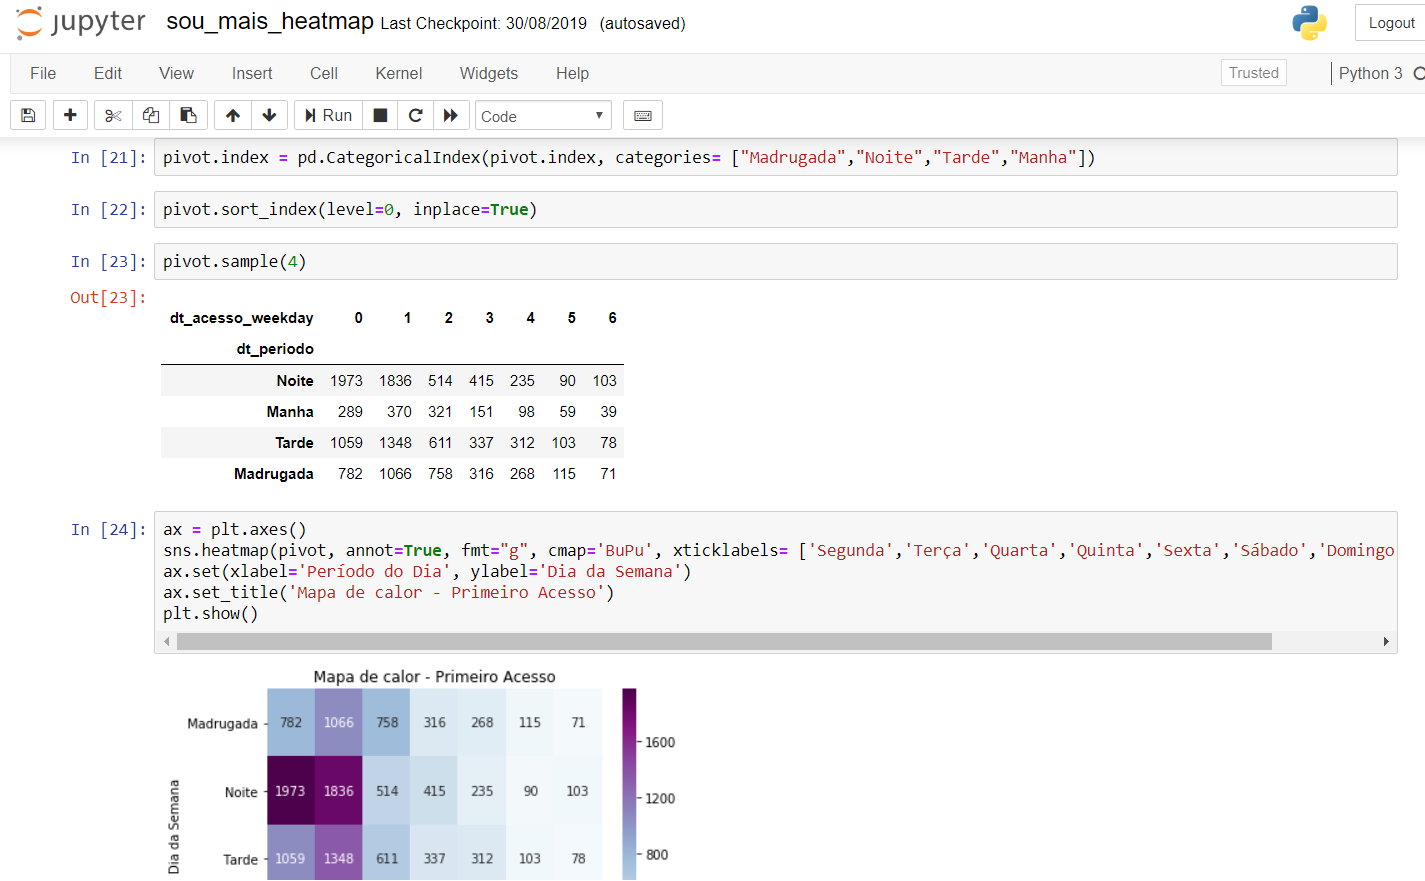 jupyter sou_mais_heatmap Last Checkpoint: 30/08/2019 (autosaved)
Logout
File Edit View Insert Cell Kernel Widgets Help
Trusted
Python 3
Run
Code
In [21]: pivot.index = pd.CategoricalIndex(pivot.index, categories= ["Madrugada","Noite","Tarde","Manha"])
In [22]: pivot.sort_index(level=0, inplace=True)
In [23]: pivot.sample(4)
Out[23]:
dt_acesso_weekday 0 1 2 3 4 5 6
dt_periodo
Noite 1973 1836 514 415 235 90 103
Manha 289 370 321 151 98 59 39
Tarde 1059 1348 611 337 312 103 78
Madrugada 782 1066 758 316 268 115 71
In [24]: ax = plt.axes()
sns.heatmap(pivot, annot=True, fmt="g", cmap='BuPu', xticklabels= ['Segunda','Terça','Quarta','Quinta','Sexta','Sábado','Domingo
ax.set(xlabel='Período do Dia', ylabel='Dia da Semana')
ax.set_title('Mapa de calor - Primeiro Acesso')
plt.show()
Mapa de calor - Primeiro Acesso
Madrugada 782 1066 758 316 268 115 71
1600
Noite 1973 1836 514 415 235 90 103
1200
Dia da Semana
Tarde 1059 1348 611 337 312 103 78
800